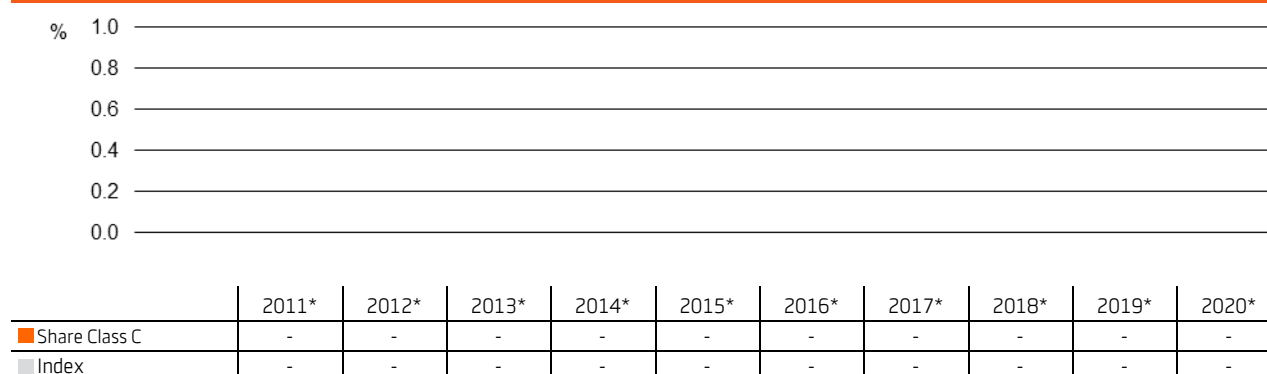 % 1.0
0.8
0.6
0.4
0.2
0.0
2011* 2012* 2013* 2014* 2015* 2016* 2017* 2018* 2019* 2020*
Share Class C - - - - - - - - - -
Index - - - - - - - - - -